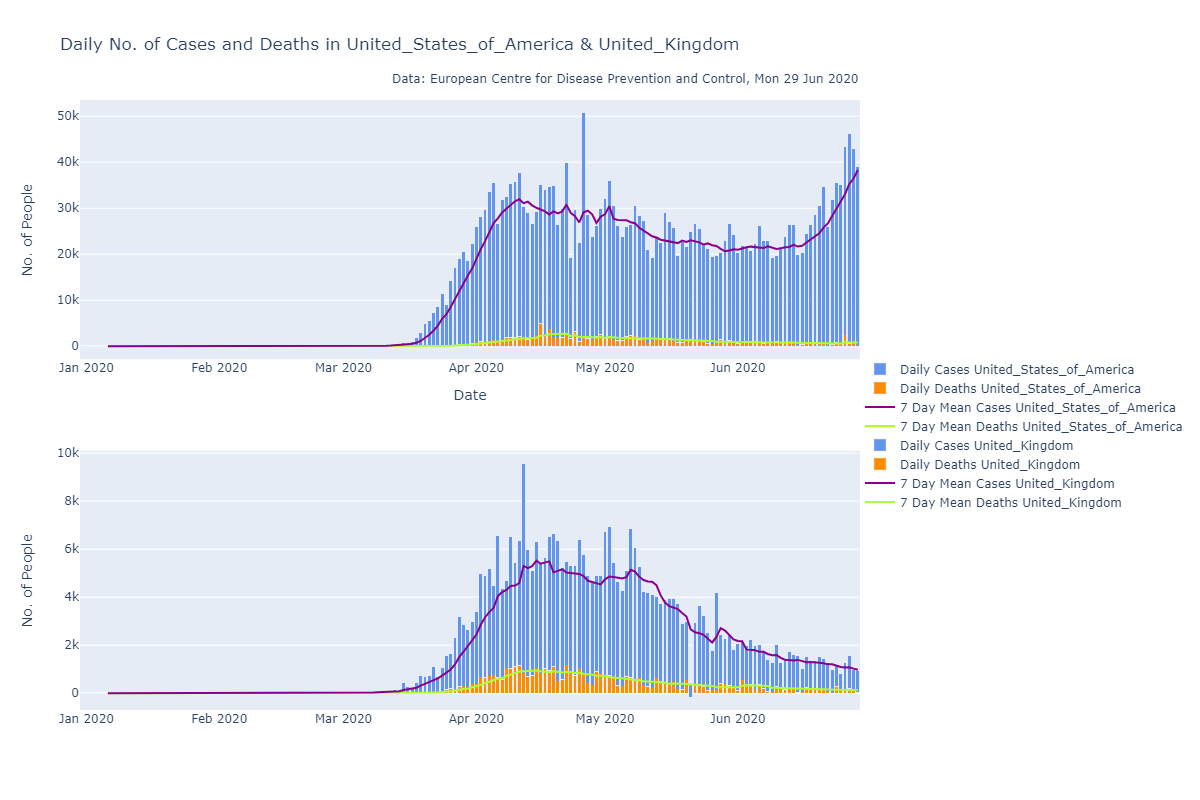 Daily No. of Cases and Deaths in United_States_of_America & United_Kingdom
Data: European Centre for Disease Prevention and Control, Mon 29 Jun 2020
No. of People
50k
40k
30k
20k
10k
0
Jan 2020 Feb 2020 Mar 2020 Apr 2020 May 2020 Jun 2020
Date
Daily Cases United_States_of_America
Daily Deaths United_States_of_America
7 Day Mean Cases United_States_of_America
7 Day Mean Deaths United_States_of_America
Daily Cases United_Kingdom
Daily Deaths United_Kingdom
7 Day Mean Cases United_Kingdom
7 Day Mean Deaths United_Kingdom
No. of People
10k
8k
6k
4k
2k
0
Jan 2020 Feb 2020 Mar 2020 Apr 2020 May 2020 Jun 2020